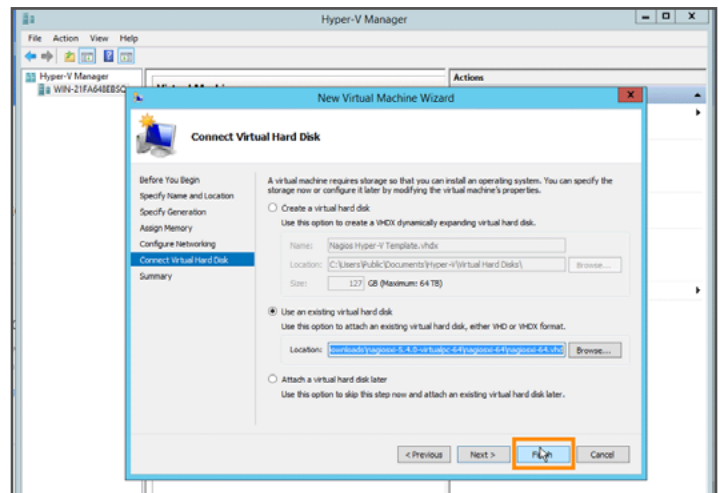 Hyper-V Manager
File Action View Help
Hyper-V Manager
Actions
New Virtual Machine Wizard
Connect Virtual Hard Disk
Before You Begin
Specify Name and Location
Specify Generation
Assign Memory
Configure Networking
Connect Virtual Hard Disk
Summary
A virtual machine requires storage so that you can install an operating system. You can specify the
storage now or configure it later by modifying the virtual machine's properties.
Create a virtual hard disk
Use this option to create a VHDX dynamically expanding virtual hard disk.
Name: Nagios Hyper-V Template.vhdx
Location: C:\Users\Public\Documents\Hyper-V\Virtual Hard Disks\ Browse...
Size: 127 GB (Maximum: 64 TB)
Use an existing virtual hard disk
Use this option to attach an existing virtual hard disk, either VHD or VHDX format.
Location: ownloads\nagiosxi-5.4.0-virtualpc-64\nagiosxi-64\nagiosxi-64.vhd Browse...
Attach a virtual hard disk later
Use this option to skip this step now and attach an existing virtual hard disk later.
< Previous Next > Finish Cancel